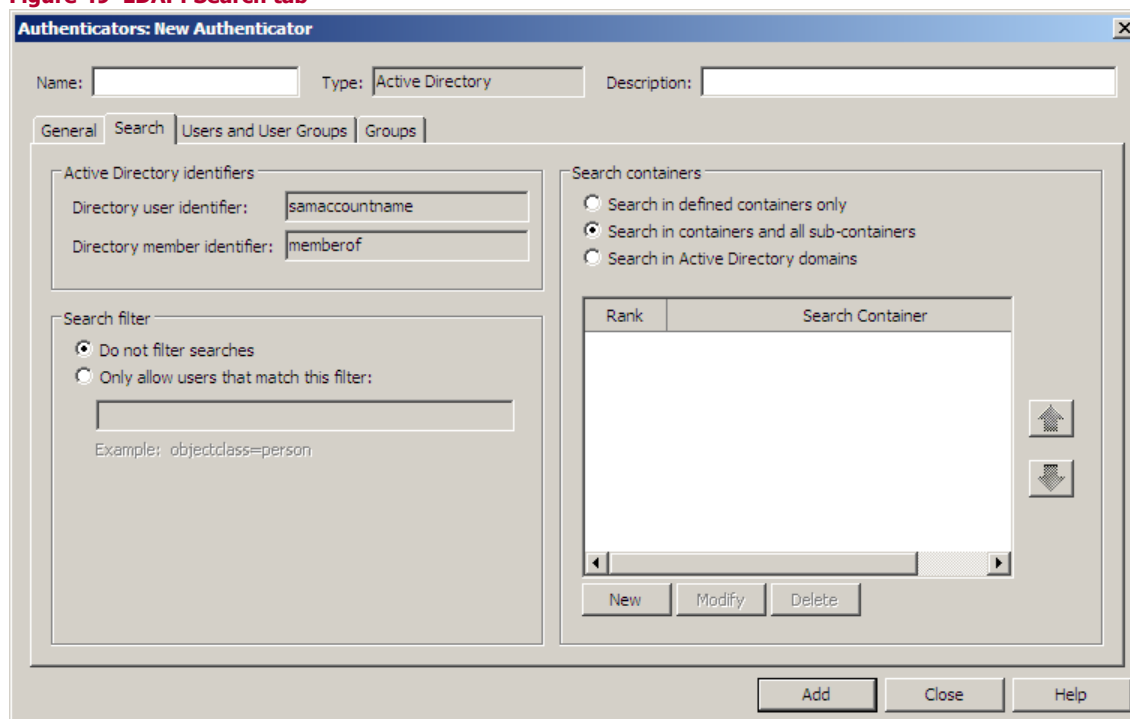 Authenticators: New Authenticator
Name:
Type: Active Directory
Description:
General
Search
Users and User Groups
Groups
Active Directory identifiers
Directory user identifier: samaccountname
Directory member identifier: memberof
Search filter
Do not filter searches
Only allow users that match this filter:
Example: objectclass=person
Search containers
Search in defined containers only
Search in containers and all sub-containers
Search in Active Directory domains
Rank
Search Container
New
Modify
Delete
Add
Close
Help